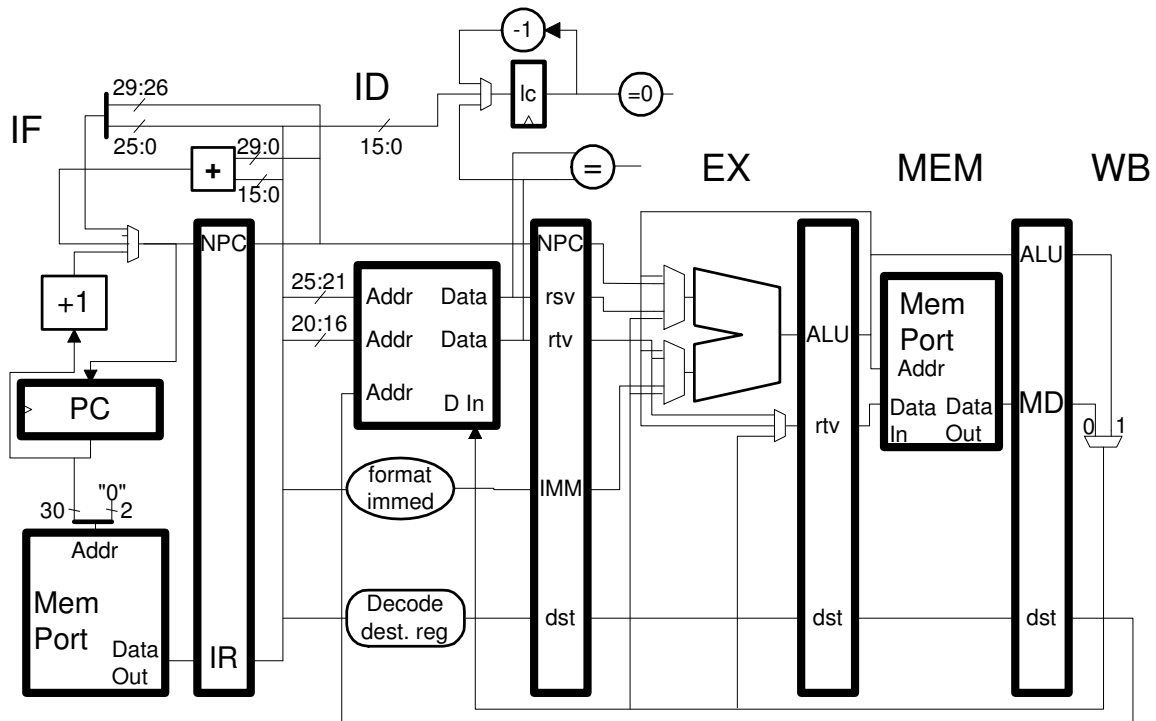 IF
ID
EX
MEM
WB
-1
lc
=0
29:26
25:0
15:0
+
29:0
15:0
=
+1
PC
"0"
30
2
Addr
Mem
Port
Data
Out
NPC
IR
25:21
20:16
Addr
Data
Addr
Data
Addr
D In
format
immed
Decode
dest. reg
NPC
rsv
rtv
IMM
dst
ALU
rtv
dst
Mem
Port
Addr
Data
In
Data
Out
ALU
MD
dst
0
1